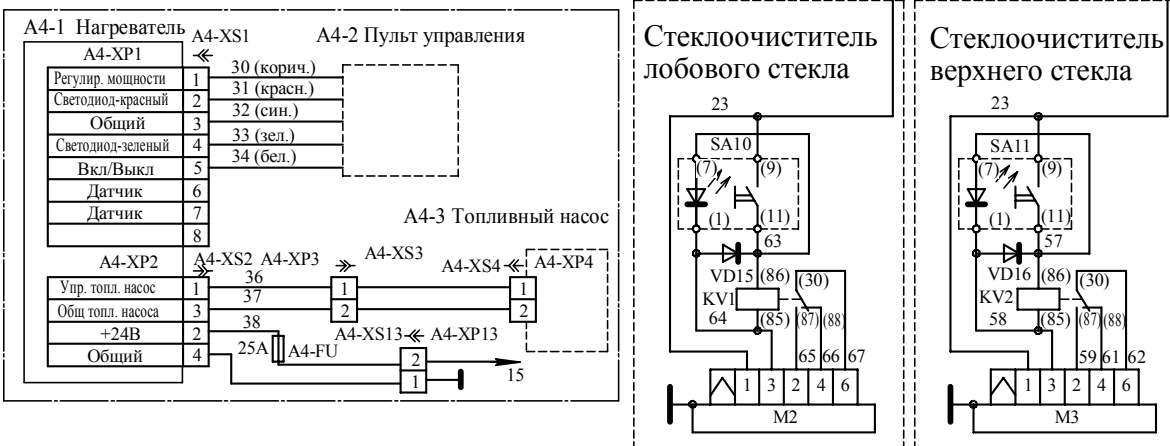 А4-1 Нагреватель
А4-XP1
А4-XS1
А4-2 Пульт управления
Регулир. мощности 1
Светодиод-красный 2
Общий 3
Светодиод-зеленый 4
Вкл/Выкл 5
Датчик 6
Датчик 7
8
30 (корич.)
31 (красн.)
32 (син.)
33 (зел.)
34 (бел.)
А4-3 Топливный насос
А4-XP2
А4-XS2
А4-XP3
А4-XS3
А4-XS4
А4-XP4
Упр. топл. насос 1
Общ топл. насоса 3
+24В 2
Общий 4
36
37
38
1
2
1
2
25А
А4-FU
А4-XS13
А4-XP13
2
1
15
Стеклоочиститель
лобового стекла
23
SA10
(7)
(9)
(1)
(11)
63
VD15
(86)
(30)
KV1
64
(85)
(87)
(88)
65 66 67
1 3 2 4 6
М2
Стеклоочиститель
верхнего стекла
23
SA11
(7)
(9)
(1)
(11)
57
VD16
(86)
(30)
KV2
58
(85)
(87)
(88)
59 61 62
1 3 2 4 6
М3